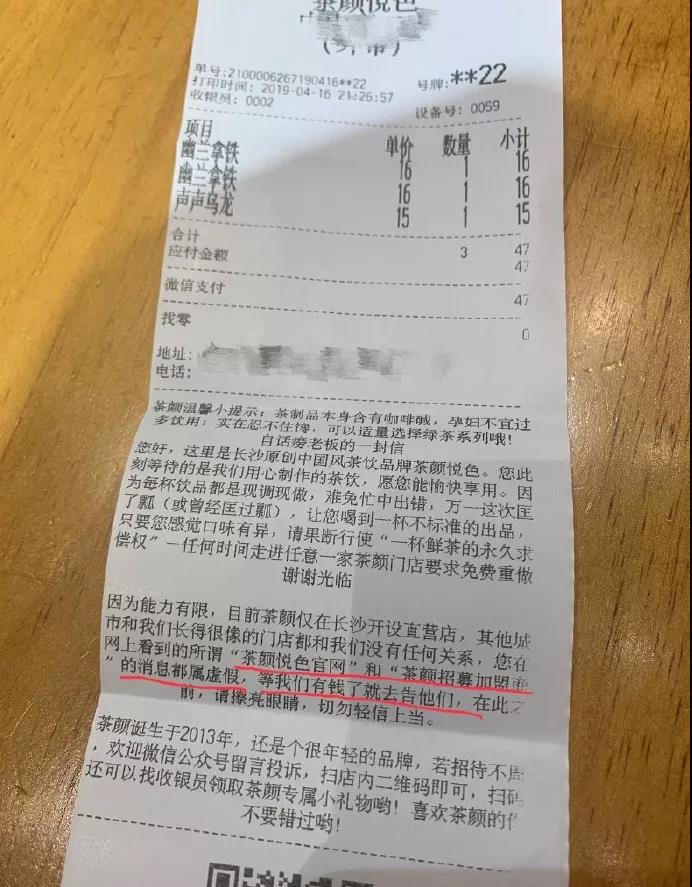 茶颜悦色
单号:2100006267190416**22 号牌:**22
打印时间: 2019-04-16 21:26:57
收银员: 0002 设备号: 0059
项目 单价 数量 小计
幽兰拿铁 16 1 16
幽兰拿铁 16 1 16
声声乌龙 15 1 15
合计 3 47
应付金额 47
微信支付 47
找零 0
地址:
电话:
茶颜温馨小提示: 茶制品本身含有咖啡碱, 孕妇不宜过
多饮用; 实在忍不住馋, 可以适量选择绿茶系列哦!
自话痨老板的一封信
您好, 这里是长沙原创中国风茶饮品牌茶颜悦色。您此
刻等待的是我们用心制作的茶饮, 愿您能愉快享用。因
为每杯饮品都是现调现做, 难免忙中出错, 万一这次匡
了瓢（或曾经匡过瓢）, 让您喝到一杯不标准的出品,
只要您感觉口味有异, 请果断行使“一杯鲜茶的永久求
偿权”—任何时间走进任意一家茶颜门店要求免费重做
谢谢光临
因为能力有限, 目前茶颜仅在长沙开设直营店, 其他城
市和我们长得很像的门店都和我们没有任何关系, 您在
网上看到的所谓“茶颜悦色官网”和“茶颜招募加盟商
”的消息都属虚假, 等我们有钱了就去告他们, 在此之
前, 请擦亮眼睛, 切勿轻信上当。
茶颜诞生于2013年, 还是个很年轻的品牌, 若招待不周
, 欢迎微信公众号留言投诉, 扫店内二维码即可, 扫码
还可以找收银员领取茶颜专属小礼物哟! 喜欢茶颜的
不要错过哟!